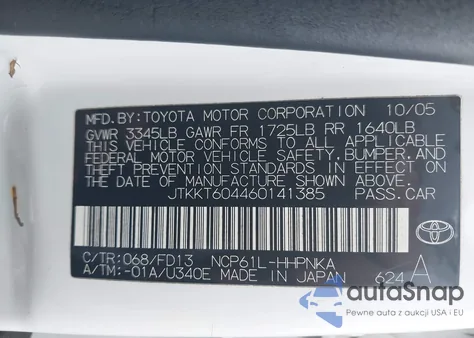 MFD. BY: TOYOTA MOTOR CORPORATION 10/05
GVWR 3345LB GAWR FR 1725LB RR 1640LB
THIS VEHICLE CONFORMS TO ALL APPLICABLE
FEDERAL MOTOR VEHICLE SAFETY, BUMPER, AND
THEFT PREVENTION STANDARDS IN EFFECT ON
THE DATE OF MANUFACTURE SHOWN ABOVE.
JTKKT604460141385 PASS. CAR
C/TR: 068/FD13 NCP61L-HHPNKA
A/TM: -01A/U340E MADE IN JAPAN 624 A
TOYOTA
autoSnap
Pewne auta z aukcji USA i EU